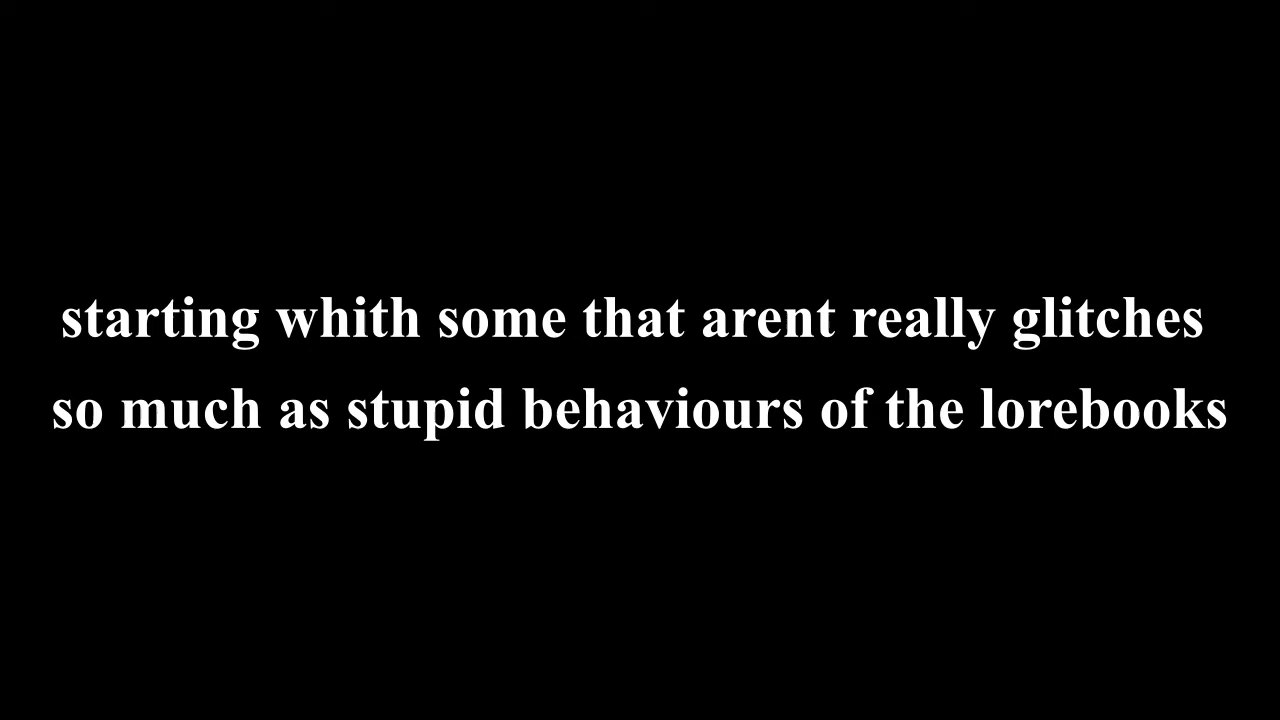 starting whith some that arent really glitches
so much as stupid behaviours of the lorebooks